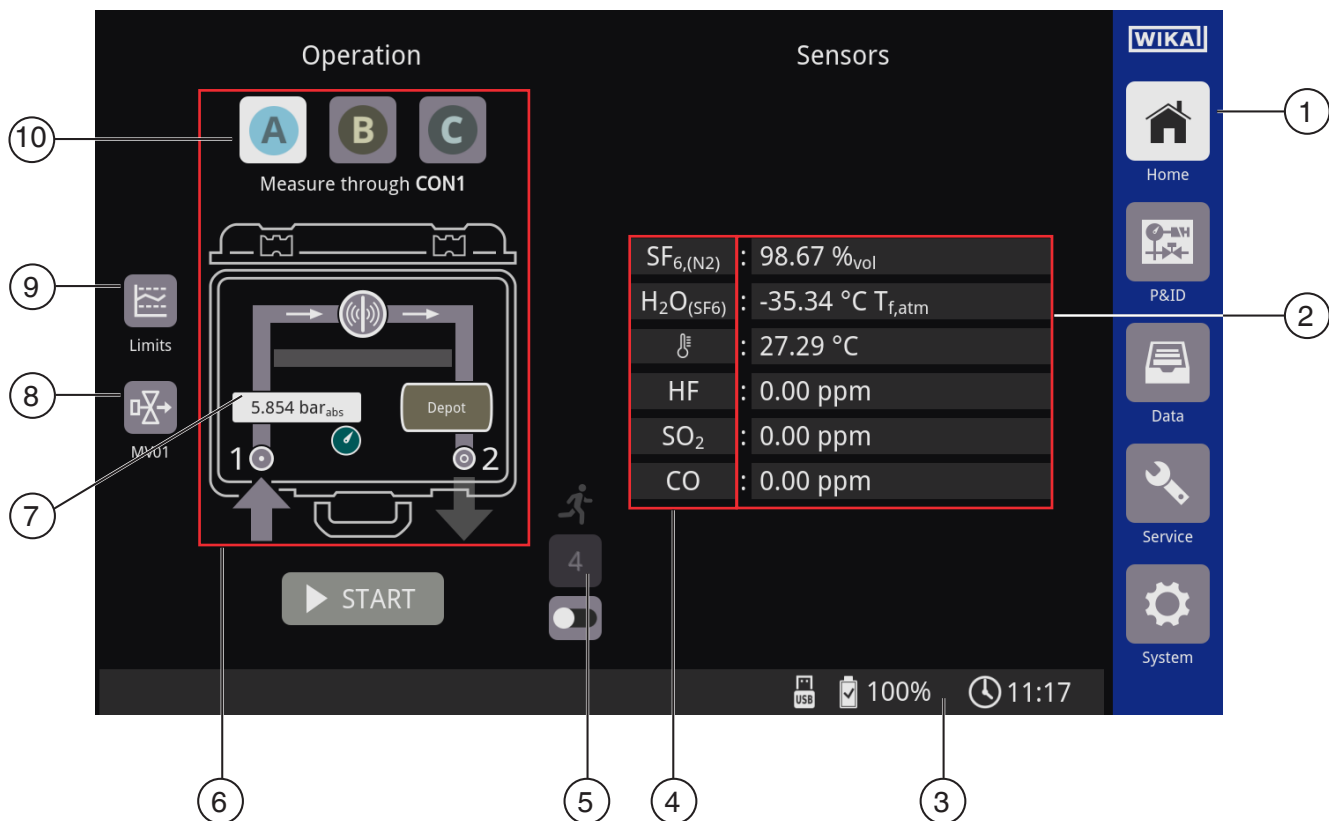 Operation
Sensors
WIKA
A B C
Measure through CON1
Home
P&ID
Data
Service
System
Limits
MV01
5.854 bar abs
Depot
1
2
4
START
SF6,(N2) : 98.67 %vol
H2O(SF6) : -35.34 °C Tf,atm
: 27.29 °C
HF : 0.00 ppm
SO2 : 0.00 ppm
CO : 0.00 ppm
USB 100% 11:17
1
2
3
4
5
6
7
8
9
10